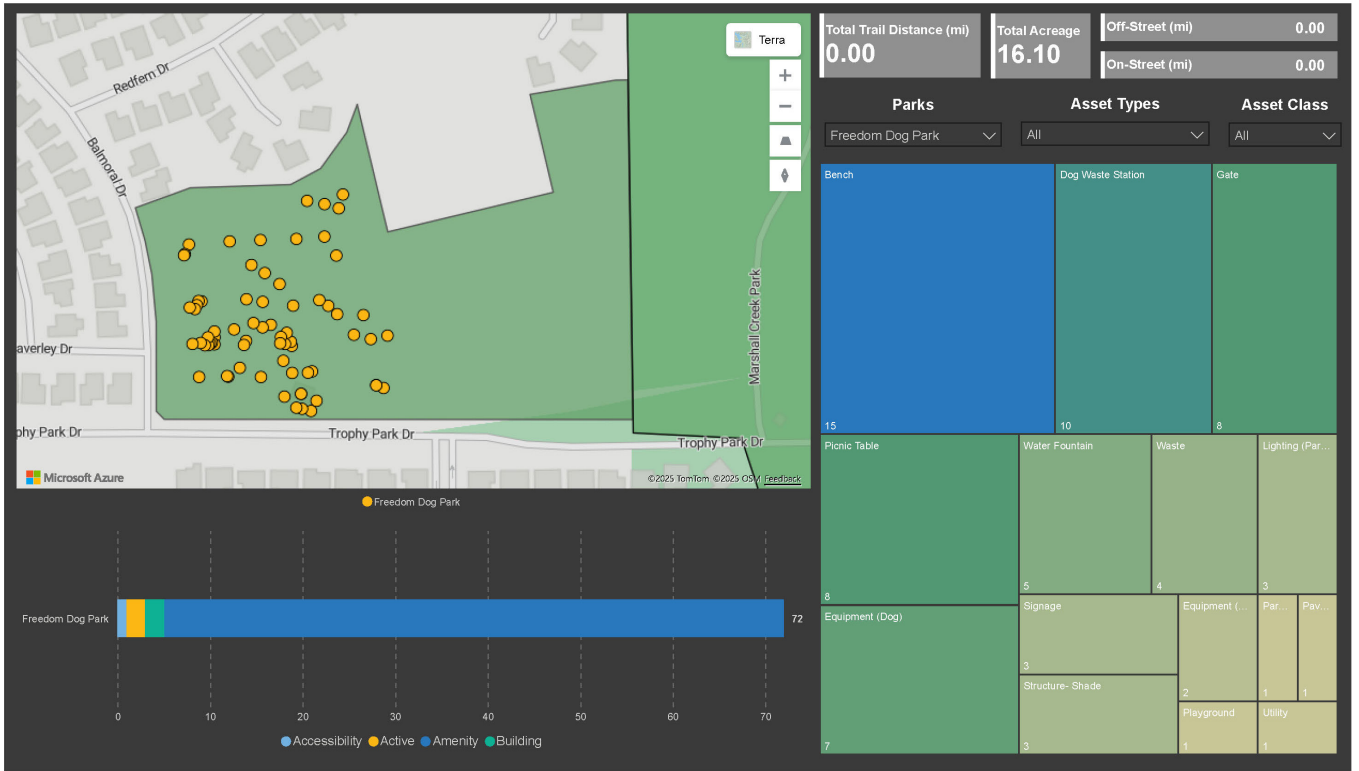 Redfern Dr
Balmoral Dr
averley Dr
phy Park Dr
Trophy Park Dr
Trophy Park Dr
Marshall Creek Park
Terra
Microsoft Azure
©2025 TomTom ©2025 OSM Feedback
Freedom Dog Park
Freedom Dog Park
72
0 10 20 30 40 50 60 70
Accessibility Active Amenity Building
Total Trail Distance (mi)
0.00
Total Acreage
16.10
Off-Street (mi) 0.00
On-Street (mi) 0.00
Parks Asset Types Asset Class
Freedom Dog Park All All
Bench
15
Dog Waste Station
10
Gate
8
Picnic Table
8
Equipment (Dog)
7
Water Fountain
5
Waste
4
Lighting (Par...
3
Signage
3
Structure- Shade
3
Equipment (...
2
Par...
1
Pav...
1
Playground
1
Utility
1